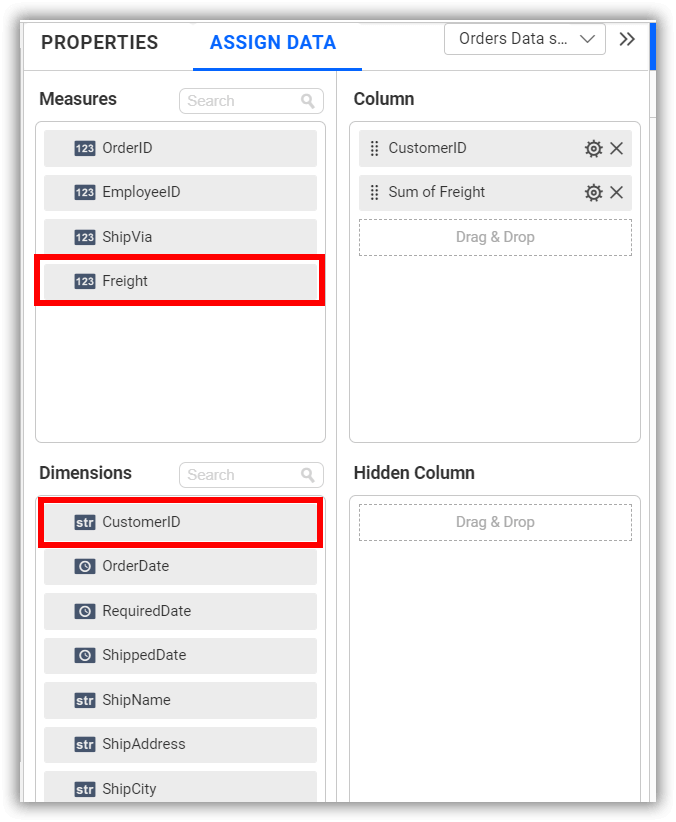 PROPERTIES
ASSIGN DATA
Orders Data s...
Measures
Search
123 OrderID
123 EmployeeID
123 ShipVia
123 Freight
Column
CustomerID
Sum of Freight
Drag & Drop
Dimensions
Search
str CustomerID
OrderDate
RequiredDate
ShippedDate
str ShipName
str ShipAddress
str ShipCity
Hidden Column
Drag & Drop